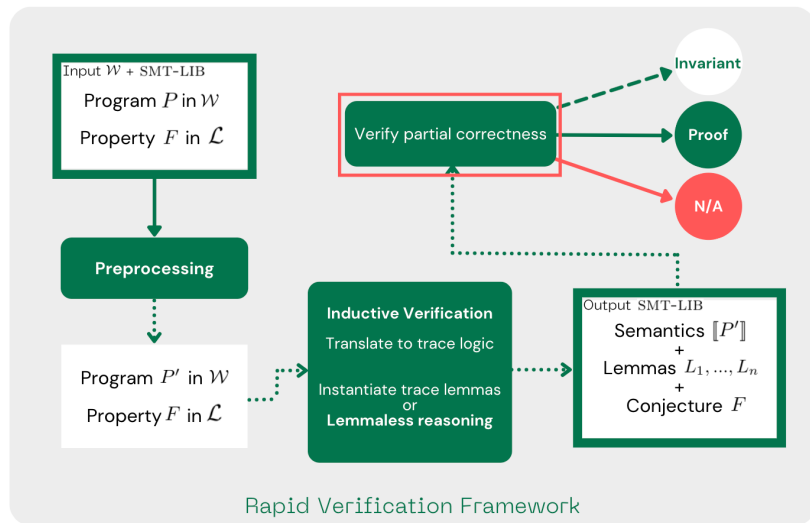 Input 𝒲 + SMT-LIB
Program P in 𝒲
Property F in ℒ
Preprocessing
Program P′ in 𝒲
Property F in ℒ
Inductive Verification
Translate to trace logic
Instantiate trace lemmas
or
Lemmaless reasoning
Output SMT-LIB
Semantics ⟦P′⟧
+
Lemmas L₁, ..., Lₙ
+
Conjecture F
Verify partial correctness
Invariant
Proof
N/A
Rapid Verification Framework